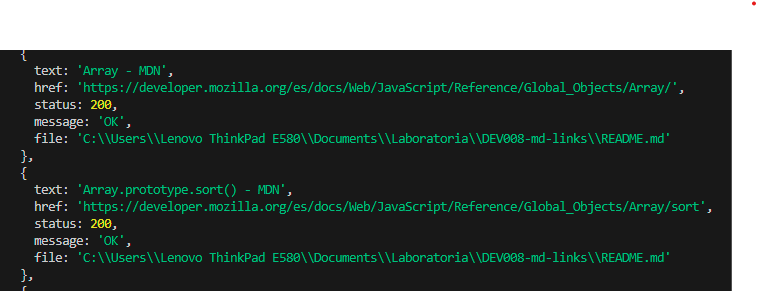 {
text: 'Array - MDN',
href: 'https://developer.mozilla.org/es/docs/Web/JavaScript/Reference/Global_Objects/Array/',
status: 200,
message: 'OK',
file: 'C:\\Users\\Lenovo ThinkPad E580\\Documents\\Laboratoria\\DEV008-md-links\\README.md'
},
{
text: 'Array.prototype.sort() - MDN',
href: 'https://developer.mozilla.org/es/docs/Web/JavaScript/Reference/Global_Objects/Array/sort',
status: 200,
message: 'OK',
file: 'C:\\Users\\Lenovo ThinkPad E580\\Documents\\Laboratoria\\DEV008-md-links\\README.md'
},
{